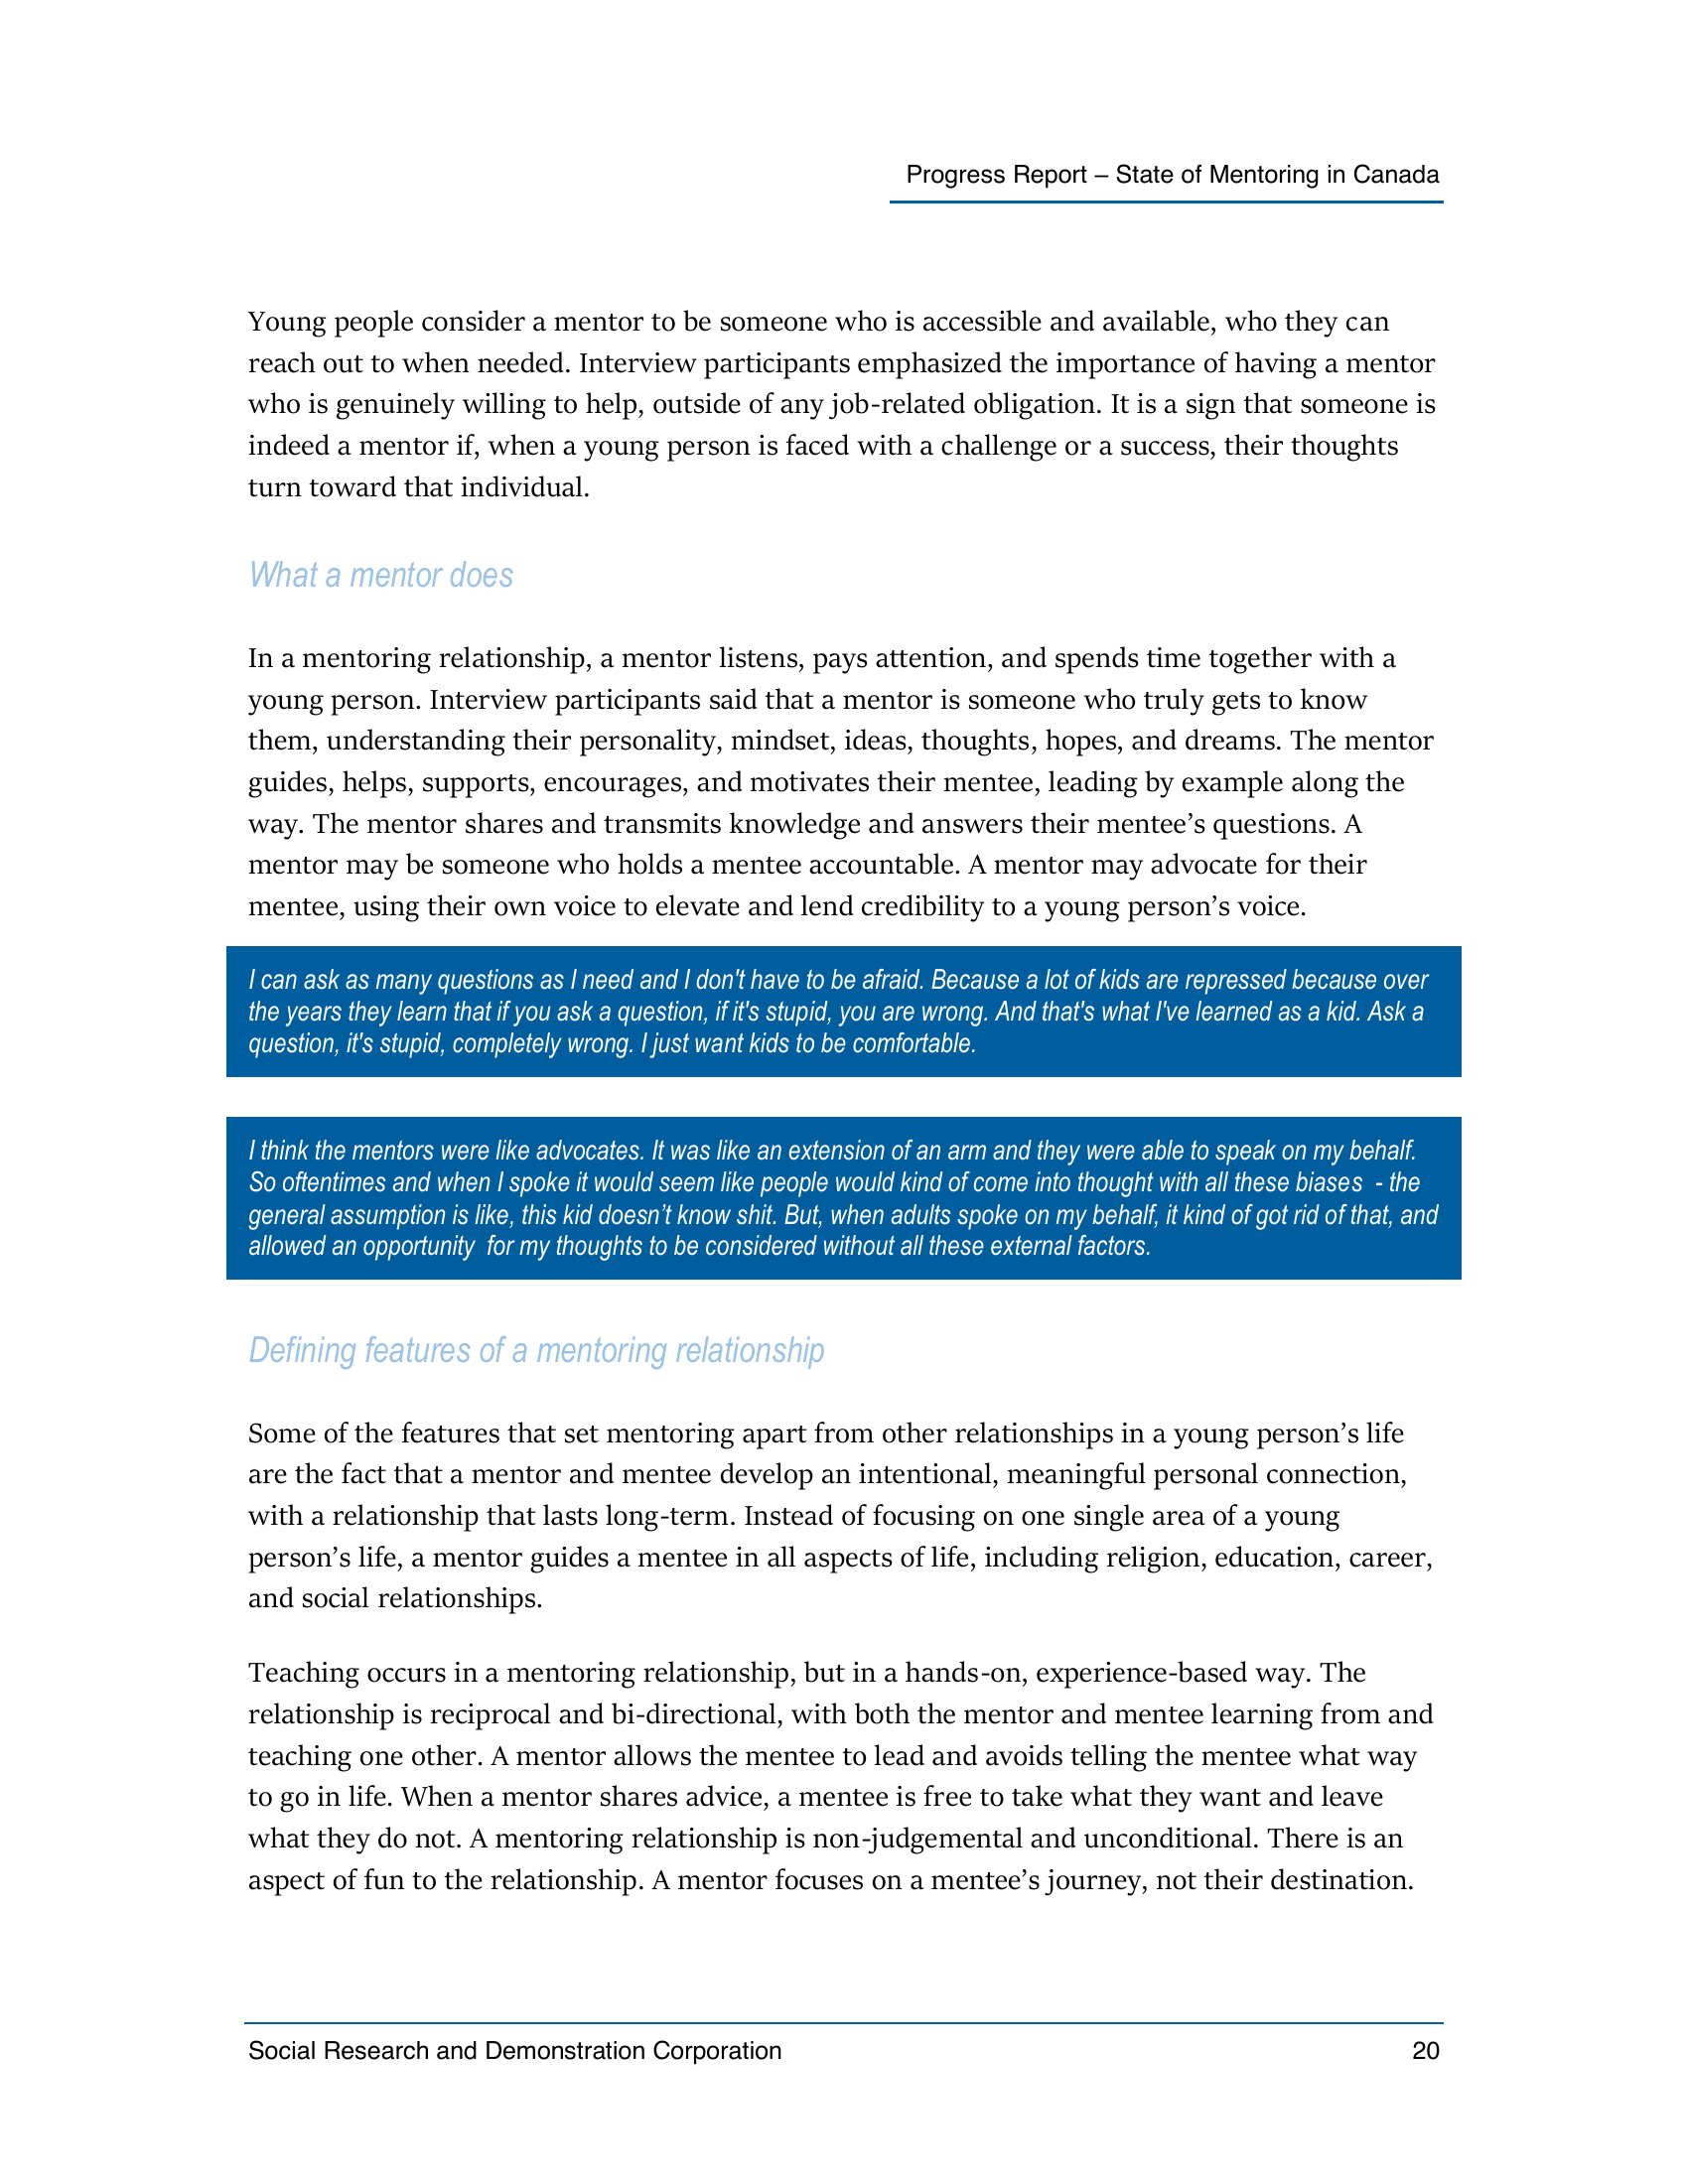 Progress Report – State of Mentoring in Canada
Young people consider a mentor to be someone who is accessible and available, who they can
reach out to when needed. Interview participants emphasized the importance of having a mentor
who is genuinely willing to help, outside of any job-related obligation. It is a sign that someone is
indeed a mentor if, when a young person is faced with a challenge or a success, their thoughts
turn toward that individual.
What a mentor does
In a mentoring relationship, a mentor listens, pays attention, and spends time together with a
young person. Interview participants said that a mentor is someone who truly gets to know
them, understanding their personality, mindset, ideas, thoughts, hopes, and dreams. The mentor
guides, helps, supports, encourages, and motivates their mentee, leading by example along the
way. The mentor shares and transmits knowledge and answers their mentee’s questions. A
mentor may be someone who holds a mentee accountable. A mentor may advocate for their
mentee, using their own voice to elevate and lend credibility to a young person’s voice.
I can ask as many questions as I need and I don't have to be afraid. Because a lot of kids are repressed because over
the years they learn that if you ask a question, if it's stupid, you are wrong. And that's what I've learned as a kid. Ask a
question, it's stupid, completely wrong. I just want kids to be comfortable.
I think the mentors were like advocates. It was like an extension of an arm and they were able to speak on my behalf.
So oftentimes and when I spoke it would seem like people would kind of come into thought with all these biases  - the
general assumption is like, this kid doesn’t know shit. But, when adults spoke on my behalf, it kind of got rid of that, and
allowed an opportunity  for my thoughts to be considered without all these external factors.
Defining features of a mentoring relationship
Some of the features that set mentoring apart from other relationships in a young person’s life
are the fact that a mentor and mentee develop an intentional, meaningful personal connection,
with a relationship that lasts long-term. Instead of focusing on one single area of a young
person’s life, a mentor guides a mentee in all aspects of life, including religion, education, career,
and social relationships.
Teaching occurs in a mentoring relationship, but in a hands-on, experience-based way. The
relationship is reciprocal and bi-directional, with both the mentor and mentee learning from and
teaching one other. A mentor allows the mentee to lead and avoids telling the mentee what way
to go in life. When a mentor shares advice, a mentee is free to take what they want and leave
what they do not. A mentoring relationship is non-judgemental and unconditional. There is an
aspect of fun to the relationship. A mentor focuses on a mentee’s journey, not their destination.
Social Research and Demonstration Corporation 20